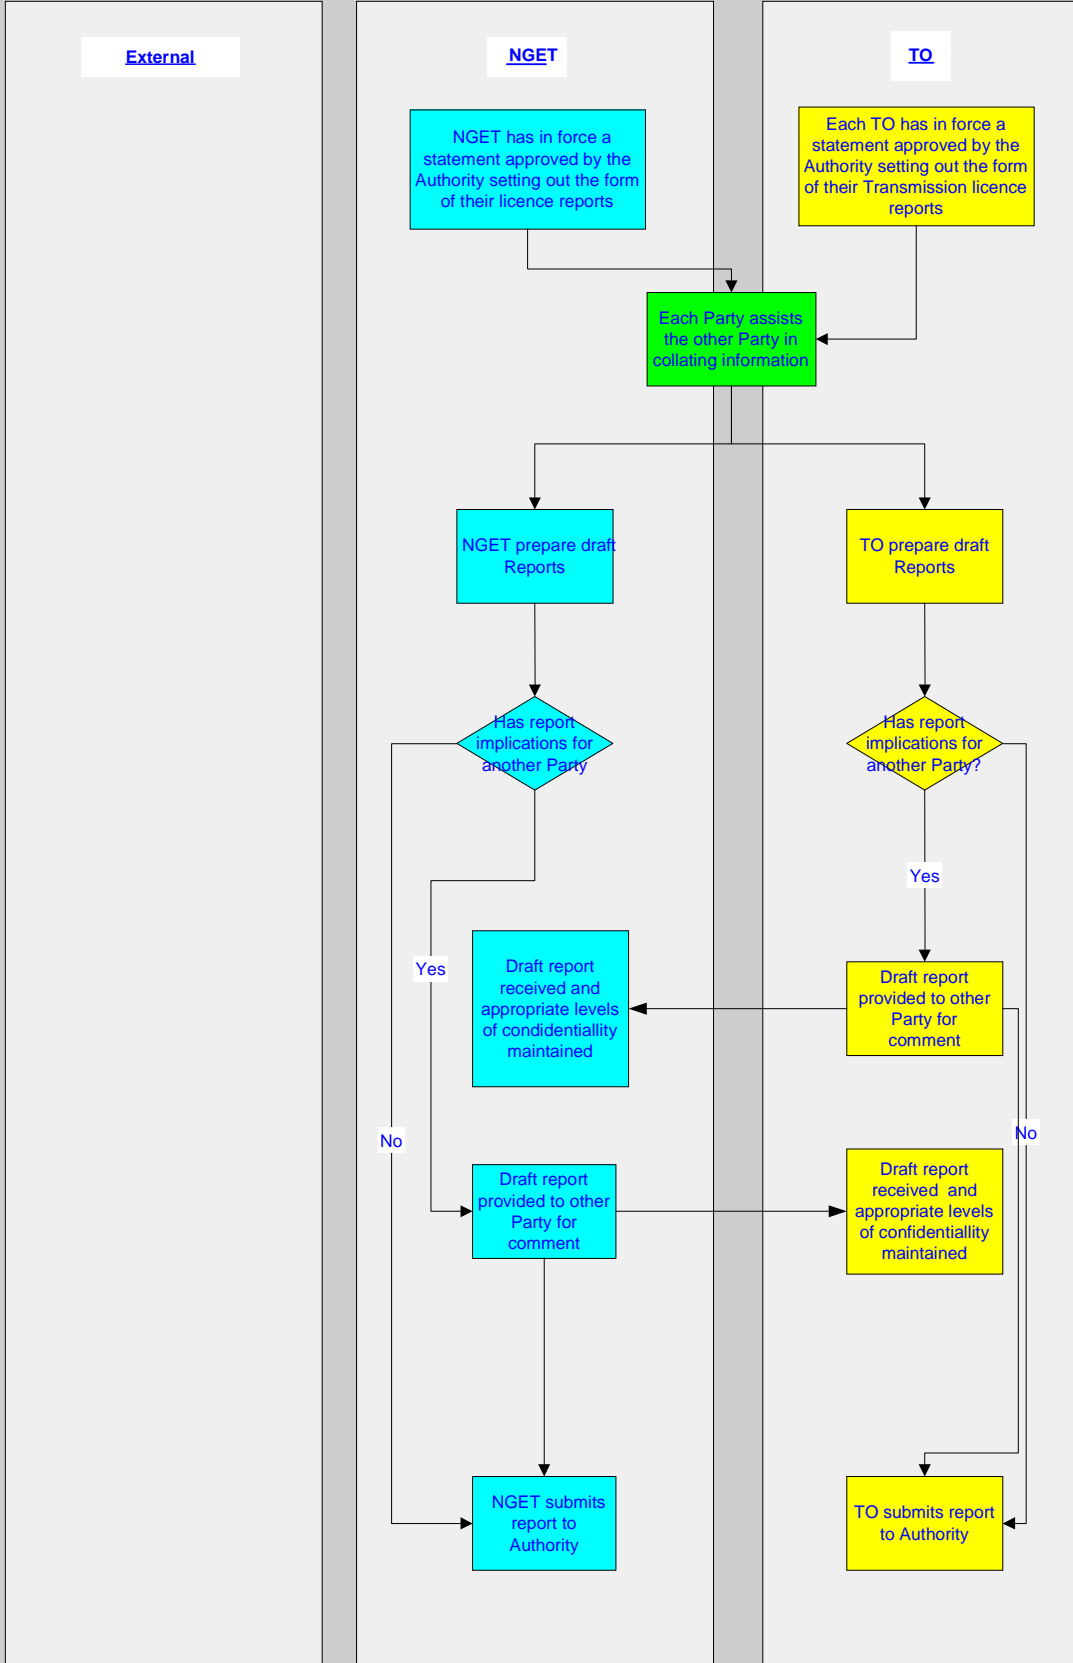 External
NGET
TO
NGET has in force a
statement approved by the
Authority setting out the form
of their licence reports
Each TO has in force a
statement approved by the
Authority setting out the form
of their Transmission licence
reports
Each Party assists
the other Party in
collating information
NGET prepare draft
Reports
TO prepare draft
Reports
Has report
implications for
another Party
Has report
implications for
another Party?
Yes
Yes
Draft report
received and
appropriate levels
of condidentiallity
maintained
Draft report
provided to other
Party for
comment
No
No
Draft report
provided to other
Party for
comment
Draft report
received  and
appropriate levels
of confidentiallity
maintained
NGET submits
report to
Authority
TO submits report
to Authority